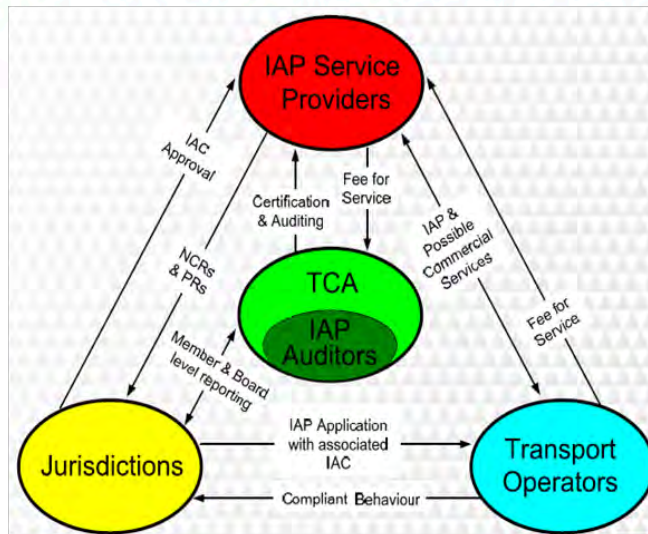 IAP Service
Providers
IAC
Approval
Certification
& Auditing
Fee for
Service
IAP &
Possible
Commercial
Services
NCRs
& PRs
TCA
IAP
Auditors
Fee for
Service
Member & Board
level reporting
Jurisdictions
IAP Application
with associated
IAC
Compliant Behaviour
Transport
Operators